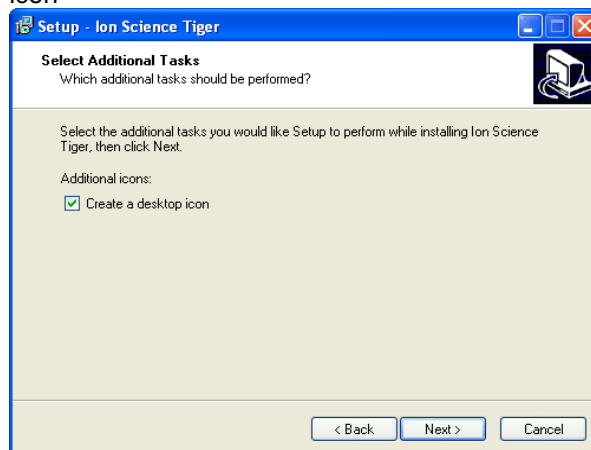 icon
Setup - Ion Science Tiger
Select Additional Tasks
Which additional tasks should be performed?
Select the additional tasks you would like Setup to perform while installing Ion Science
Tiger, then click Next.
Additional icons:
Create a desktop icon
< Back Next > Cancel